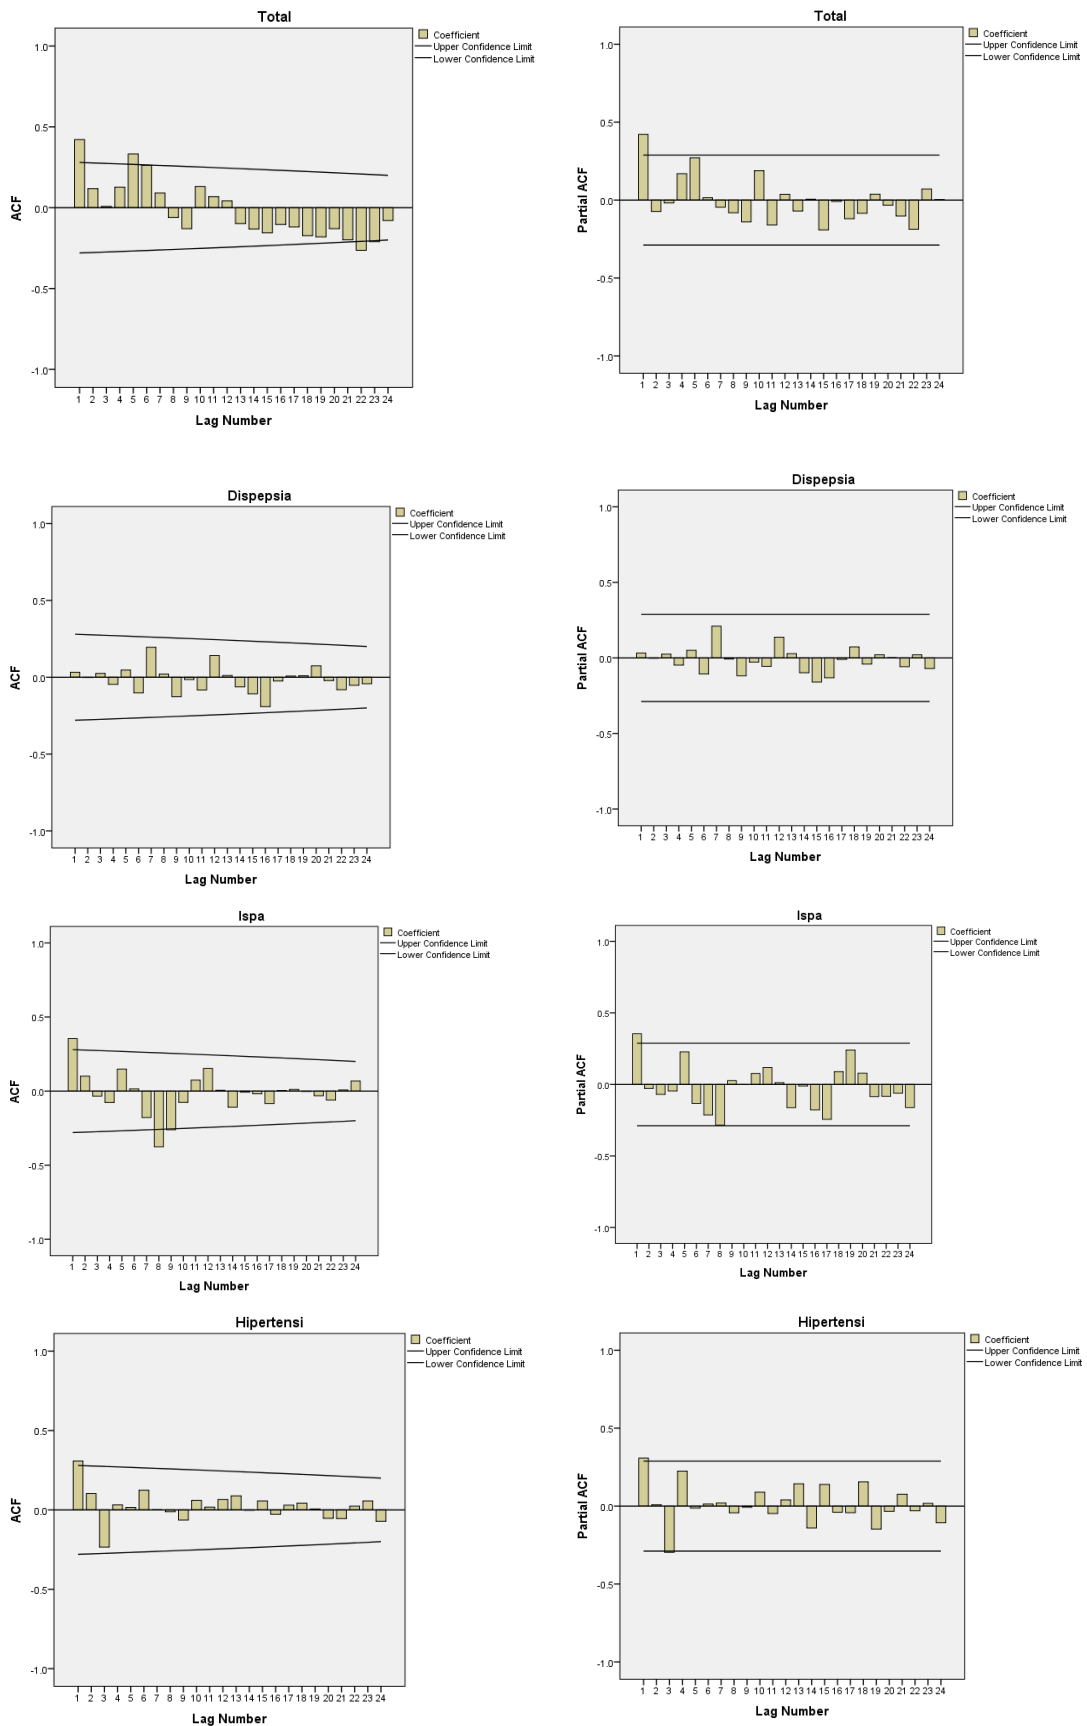 Total
Coefficient
Upper Confidence Limit
Lower Confidence Limit
ACF
1.0
0.5
0.0
-0.5
-1.0
1 2 3 4 5 6 7 8 9 10 11 12 13 14 15 16 17 18 19 20 21 22 23 24
Lag Number
Total
Coefficient
Upper Confidence Limit
Lower Confidence Limit
Partial ACF
1.0
0.5
0.0
-0.5
-1.0
1 2 3 4 5 6 7 8 9 10 11 12 13 14 15 16 17 18 19 20 21 22 23 24
Lag Number
Dispepsia
Coefficient
Upper Confidence Limit
Lower Confidence Limit
ACF
1.0
0.5
0.0
-0.5
-1.0
1 2 3 4 5 6 7 8 9 10 11 12 13 14 15 16 17 18 19 20 21 22 23 24
Lag Number
Dispepsia
Coefficient
Upper Confidence Limit
Lower Confidence Limit
Partial ACF
1.0
0.5
0.0
-0.5
-1.0
1 2 3 4 5 6 7 8 9 10 11 12 13 14 15 16 17 18 19 20 21 22 23 24
Lag Number
Ispa
Coefficient
Upper Confidence Limit
Lower Confidence Limit
ACF
1.0
0.5
0.0
-0.5
-1.0
1 2 3 4 5 6 7 8 9 10 11 12 13 14 15 16 17 18 19 20 21 22 23 24
Lag Number
Ispa
Coefficient
Upper Confidence Limit
Lower Confidence Limit
Partial ACF
1.0
0.5
0.0
-0.5
-1.0
1 2 3 4 5 6 7 8 9 10 11 12 13 14 15 16 17 18 19 20 21 22 23 24
Lag Number
Hipertensi
Coefficient
Upper Confidence Limit
Lower Confidence Limit
ACF
1.0
0.5
0.0
-0.5
-1.0
1 2 3 4 5 6 7 8 9 10 11 12 13 14 15 16 17 18 19 20 21 22 23 24
Lag Number
Hipertensi
Coefficient
Upper Confidence Limit
Lower Confidence Limit
Partial ACF
1.0
0.5
0.0
-0.5
-1.0
1 2 3 4 5 6 7 8 9 10 11 12 13 14 15 16 17 18 19 20 21 22 23 24
Lag Number